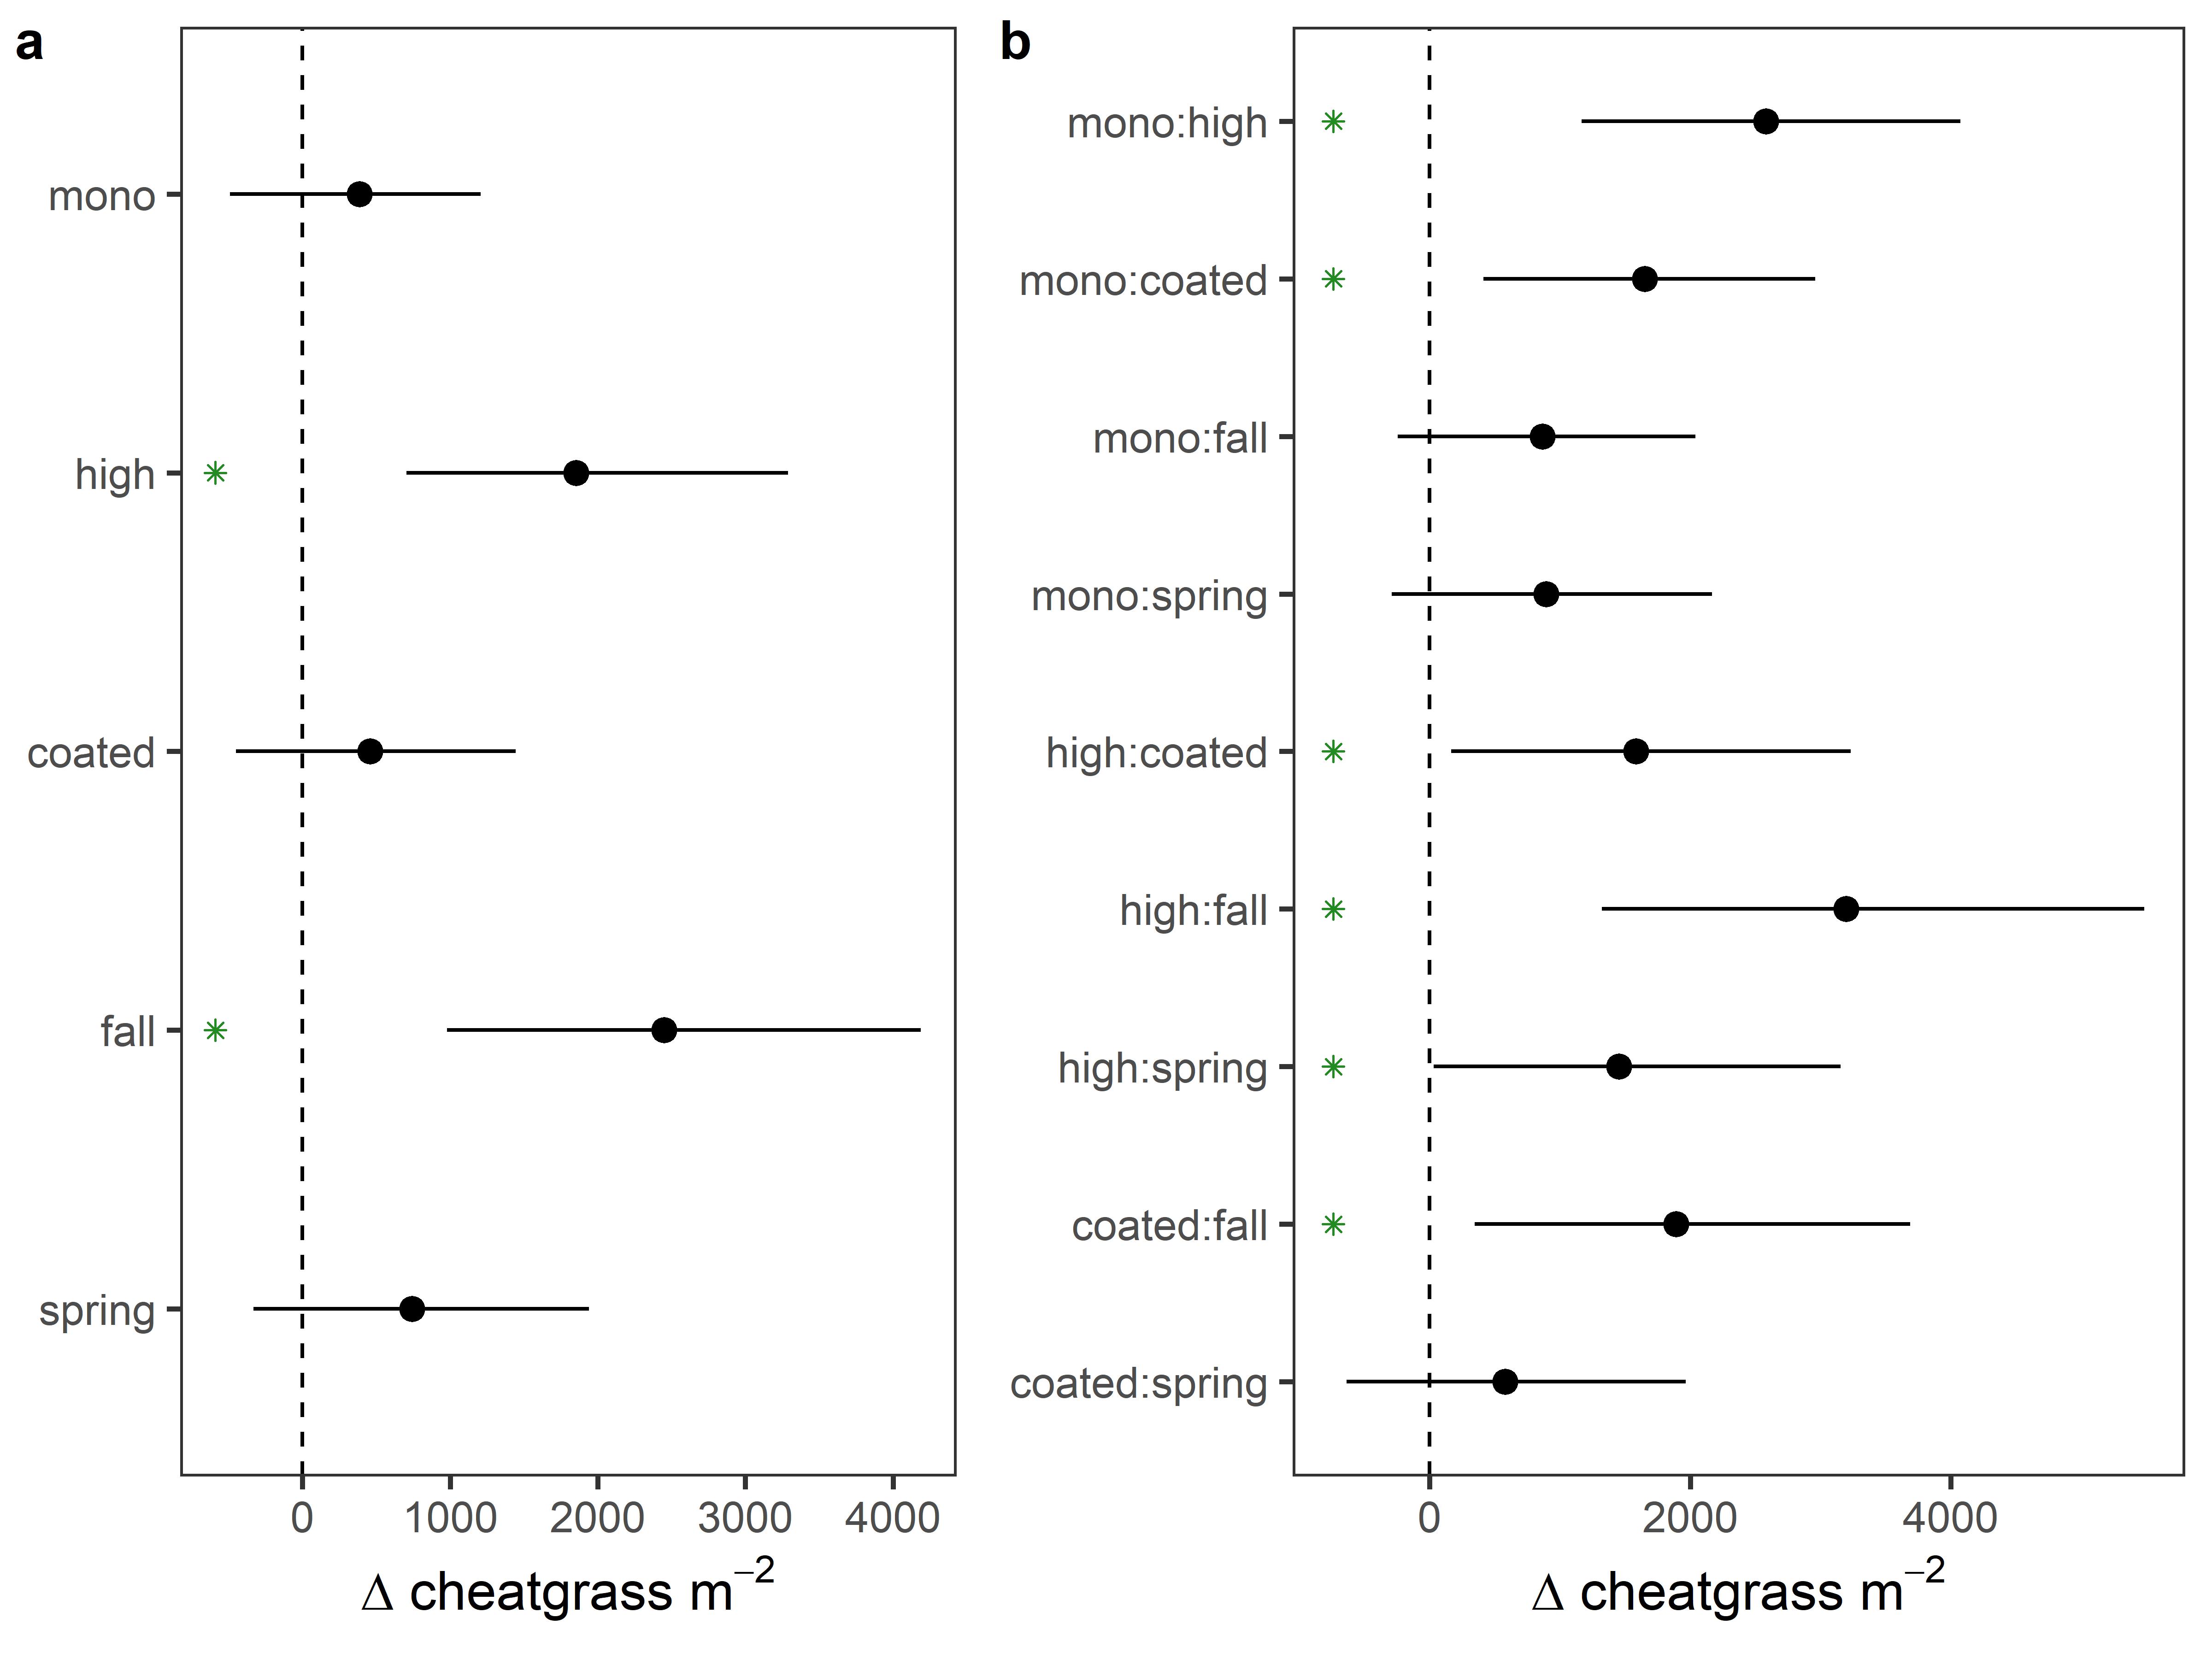 a
mono
high
coated
fall
spring
0 1000 2000 3000 4000
Δ cheatgrass m⁻²
b
mono:high
mono:coated
mono:fall
mono:spring
high:coated
high:fall
high:spring
coated:fall
coated:spring
0 2000 4000
Δ cheatgrass m⁻²